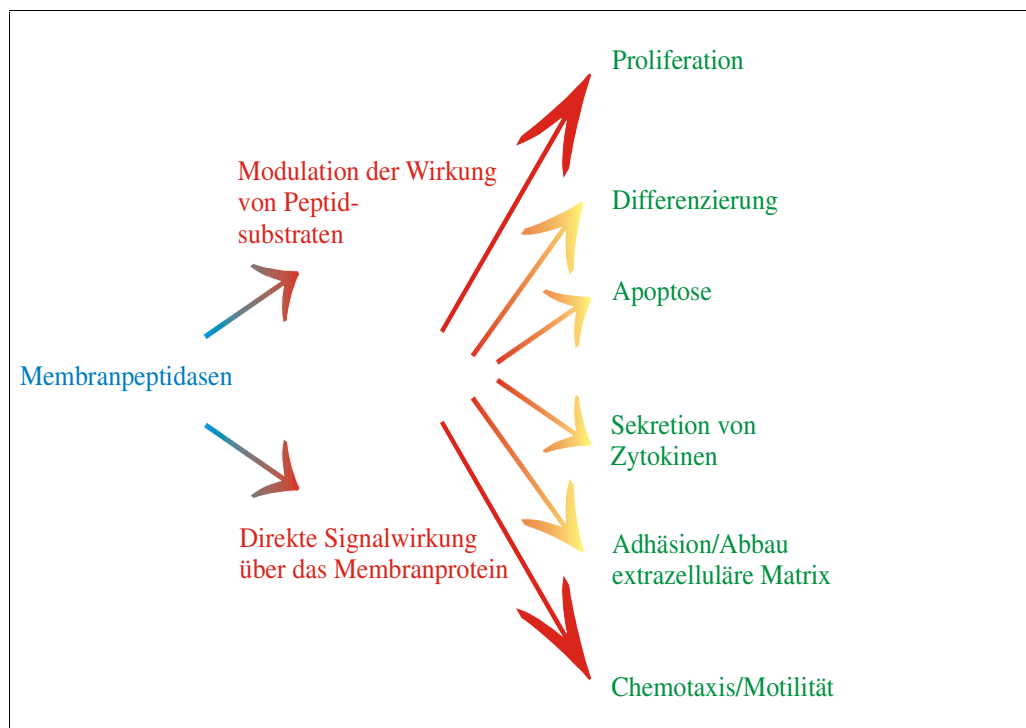 Proliferation
Modulation der Wirkung
von Peptid-
substraten
Differenzierung
Apoptose
Membranpeptidasen
Sekretion von
Zytokinen
Direkte Signalwirkung
über das Membranprotein
Adhäsion/Abbau
extrazelluläre Matrix
Chemotaxis/Motilität